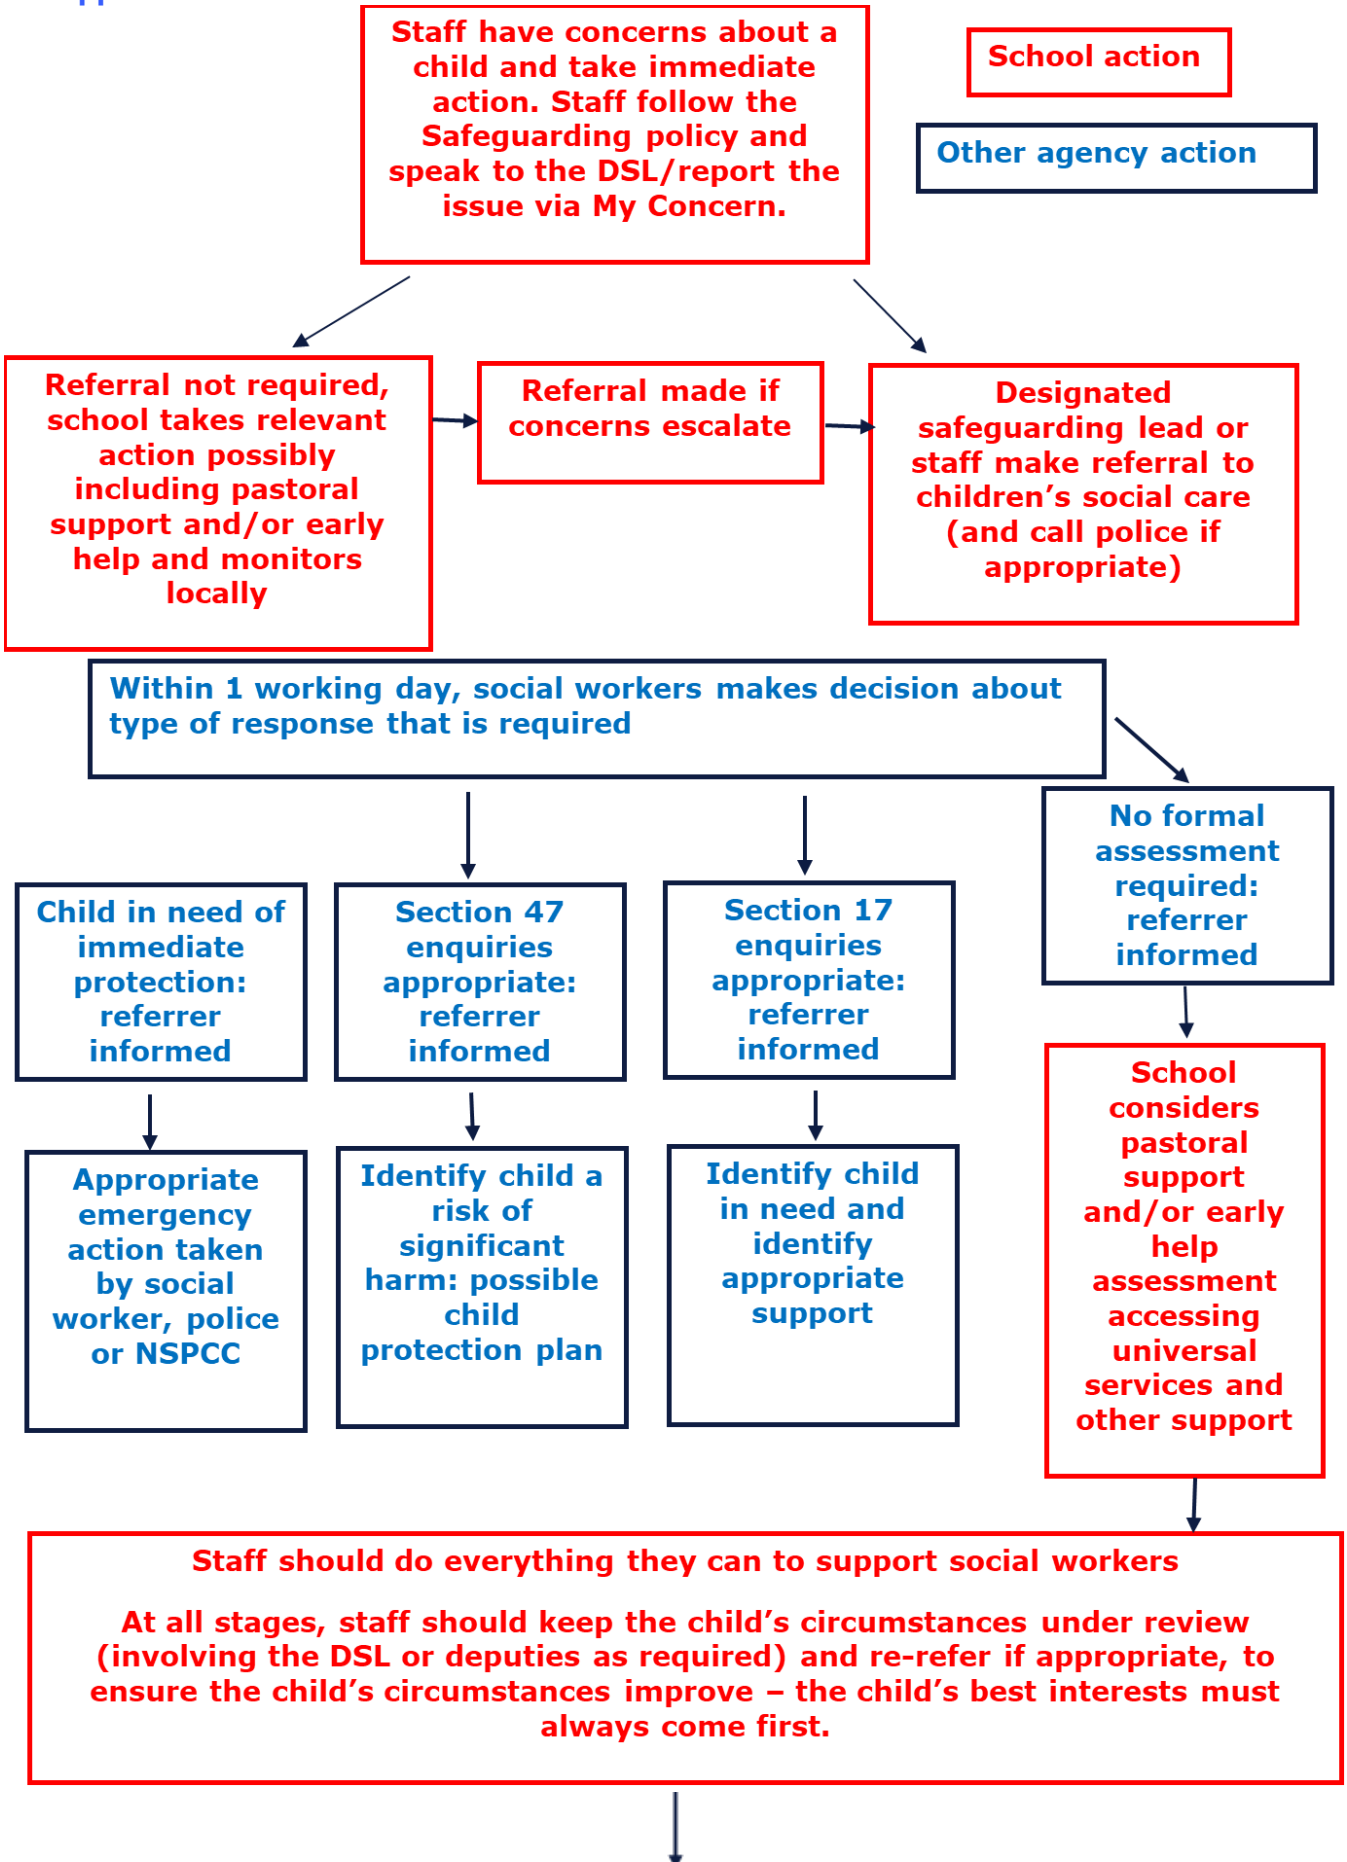 Staff have concerns about a
child and take immediate
action. Staff follow the
Safeguarding policy and
speak to the DSL/report the
issue via My Concern.
School action
Other agency action
Referral not required,
school takes relevant
action possibly
including pastoral
support and/or early
help and monitors
locally
Referral made if
concerns escalate
Designated
safeguarding lead or
staff make referral to
children’s social care
(and call police if
appropriate)
Within 1 working day, social workers makes decision about
type of response that is required
Child in need of
immediate
protection:
referrer
informed
Section 47
enquiries
appropriate:
referrer
informed
Section 17
enquiries
appropriate:
referrer
informed
No formal
assessment
required:
referrer
informed
Appropriate
emergency
action taken
by social
worker, police
or NSPCC
Identify child a
risk of
significant
harm: possible
child
protection plan
Identify child
in need and
identify
appropriate
support
School
considers
pastoral
support
and/or early
help
assessment
accessing
universal
services and
other support
Staff should do everything they can to support social workers
At all stages, staff should keep the child’s circumstances under review
(involving the DSL or deputies as required) and re-refer if appropriate, to
ensure the child’s circumstances improve – the child’s best interests must
always come first.